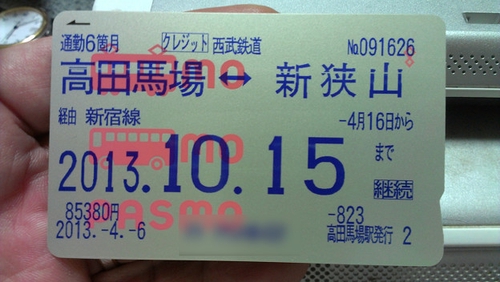 通勤6箇月 クレジット 西武鉄道 №091626
高田馬場 ↔ 新狭山
経由 新宿線 -4月16日から
2013.10.15 まで
継続
85380円 -823
2013.-4.-6 高田馬場駅発行 2
PASMO